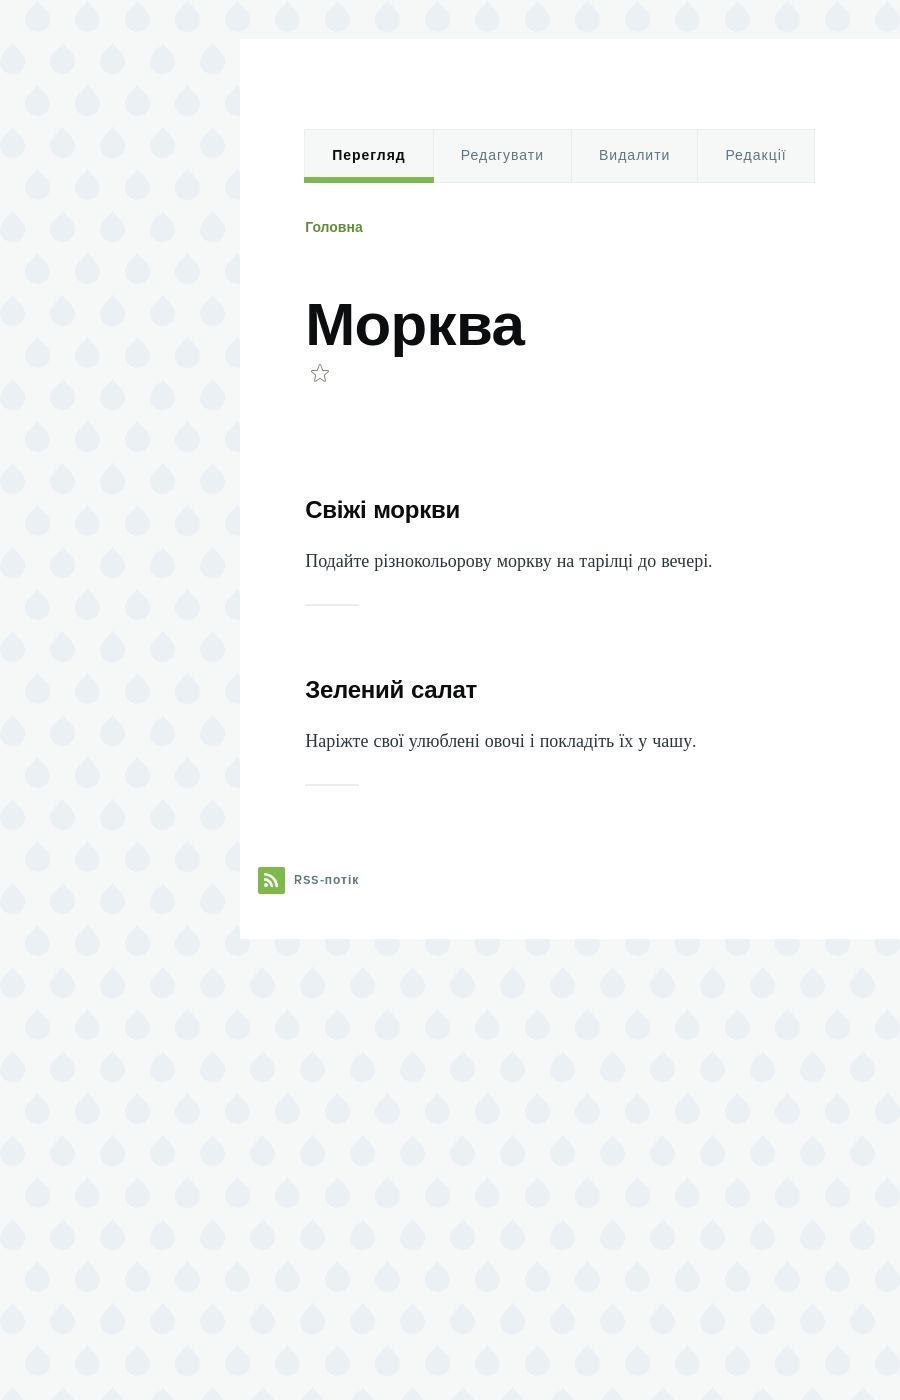 Перегляд Редагувати Видалити Редакції
Головна
Морква
Свіжі моркви
Подайте різнокольорову моркву на тарілці до вечері.
Зелений салат
Наріжте свої улюблені овочі і покладіть їх у чашу.
RSS-потік